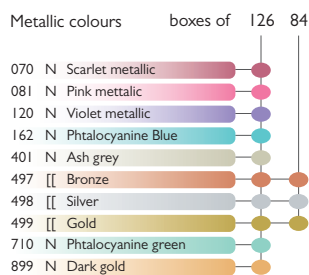 Metallic colours boxes of 126 84
070 N Scarlet metallic
081 N Pink mettalic
120 N Violet metallic
162 N Phtalocyanine Blue
401 N Ash grey
497 [[ Bronze
498 [[ Silver
499 [[ Gold
710 N Phtalocyanine green
899 N Dark gold